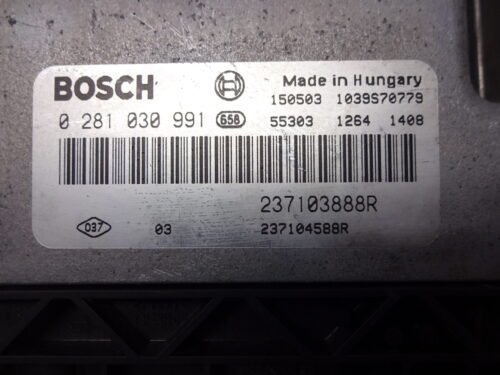 BOSCH Made in Hungary
150503 1039S70779
0 281 030 991 658 55303 1264 1408
237103888R
037 03 237104588R